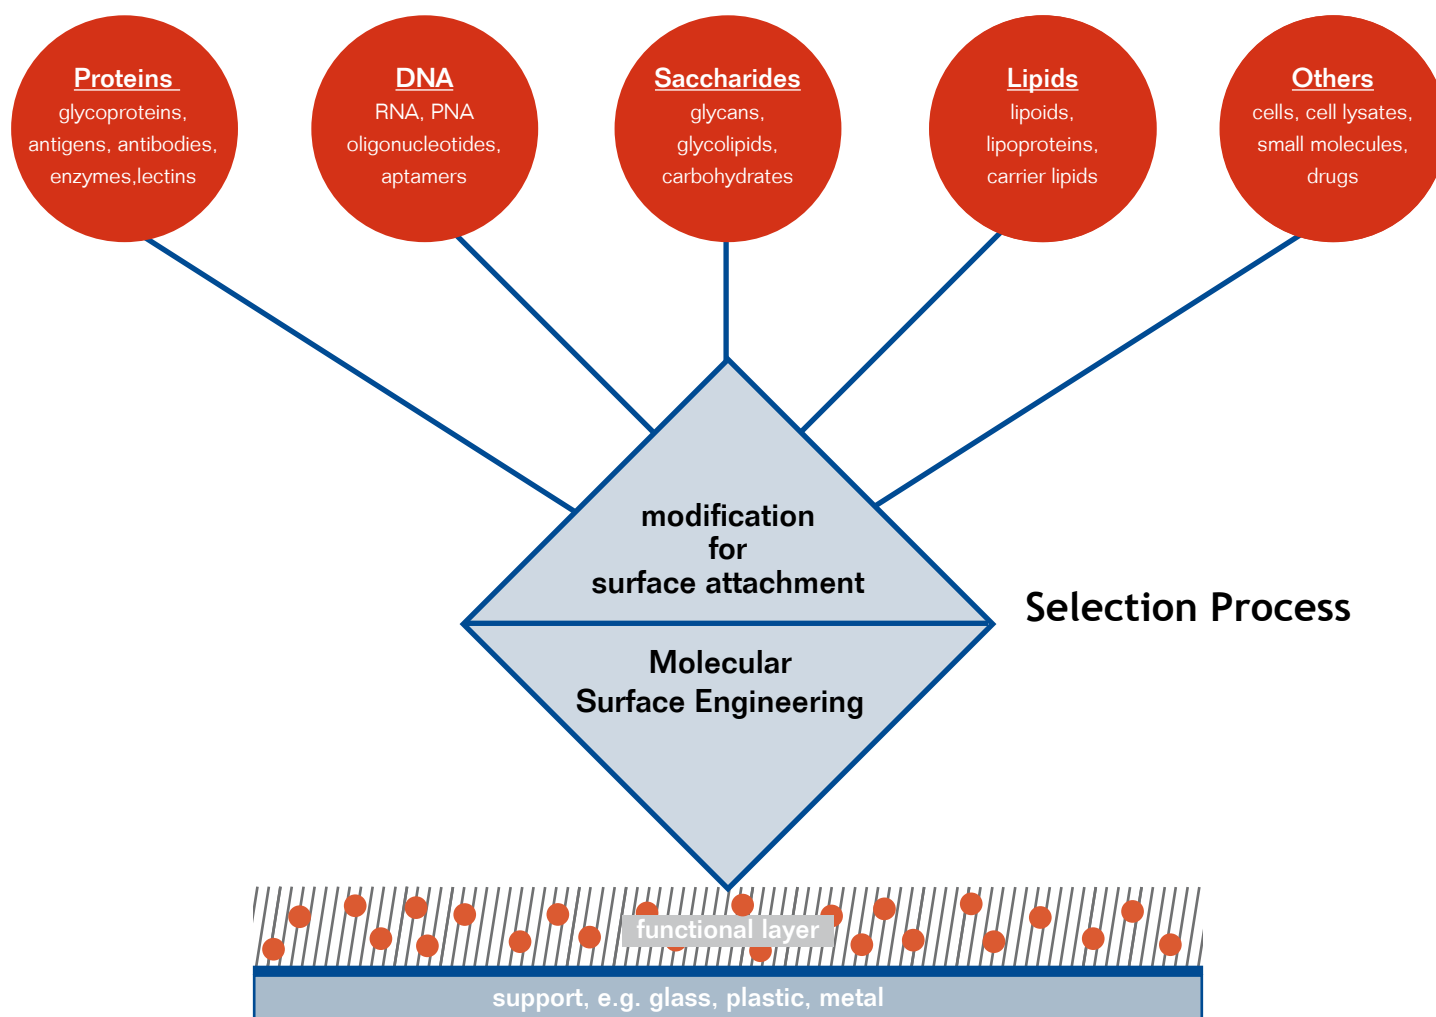 Proteins
glycoproteins,
antigens, antibodies,
enzymes,lectins
DNA
RNA, PNA
oligonucleotides,
aptamers
Saccharides
glycans,
glycolipids,
carbohydrates
Lipids
lipoids,
lipoproteins,
carrier lipids
Others
cells, cell lysates,
small molecules,
drugs
modification
for
surface attachment
Selection Process
Molecular
Surface Engineering
functional layer
support, e.g. glass, plastic, metal